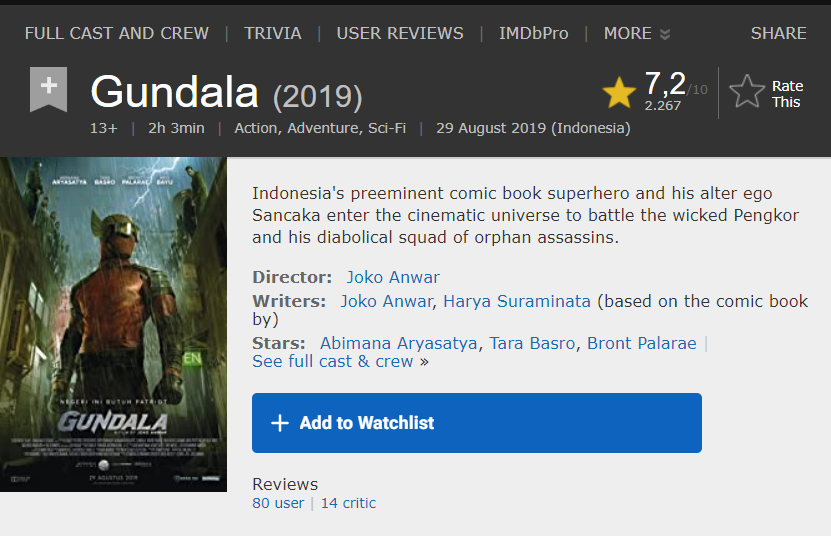 FULL CAST AND CREW | TRIVIA | USER REVIEWS | IMDbPro | MORE SHARE
+ Gundala (2019) 7,2/10 Rate
2.267 This
13+ | 2h 3min | Action, Adventure, Sci-Fi | 29 August 2019 (Indonesia)
ARYASATYA BASRO PALARAE BAYU
EN
NEGERI INI BUTUH PATRIOT
GUNDALA
29 AGUSTUS 2019
Indonesia's preeminent comic book superhero and his alter ego
Sancaka enter the cinematic universe to battle the wicked Pengkor
and his diabolical squad of orphan assassins.
Director: Joko Anwar
Writers: Joko Anwar, Harya Suraminata (based on the comic book
by)
Stars: Abimana Aryasatya, Tara Basro, Bront Palarae |
See full cast & crew »
+ Add to Watchlist
Reviews
80 user | 14 critic